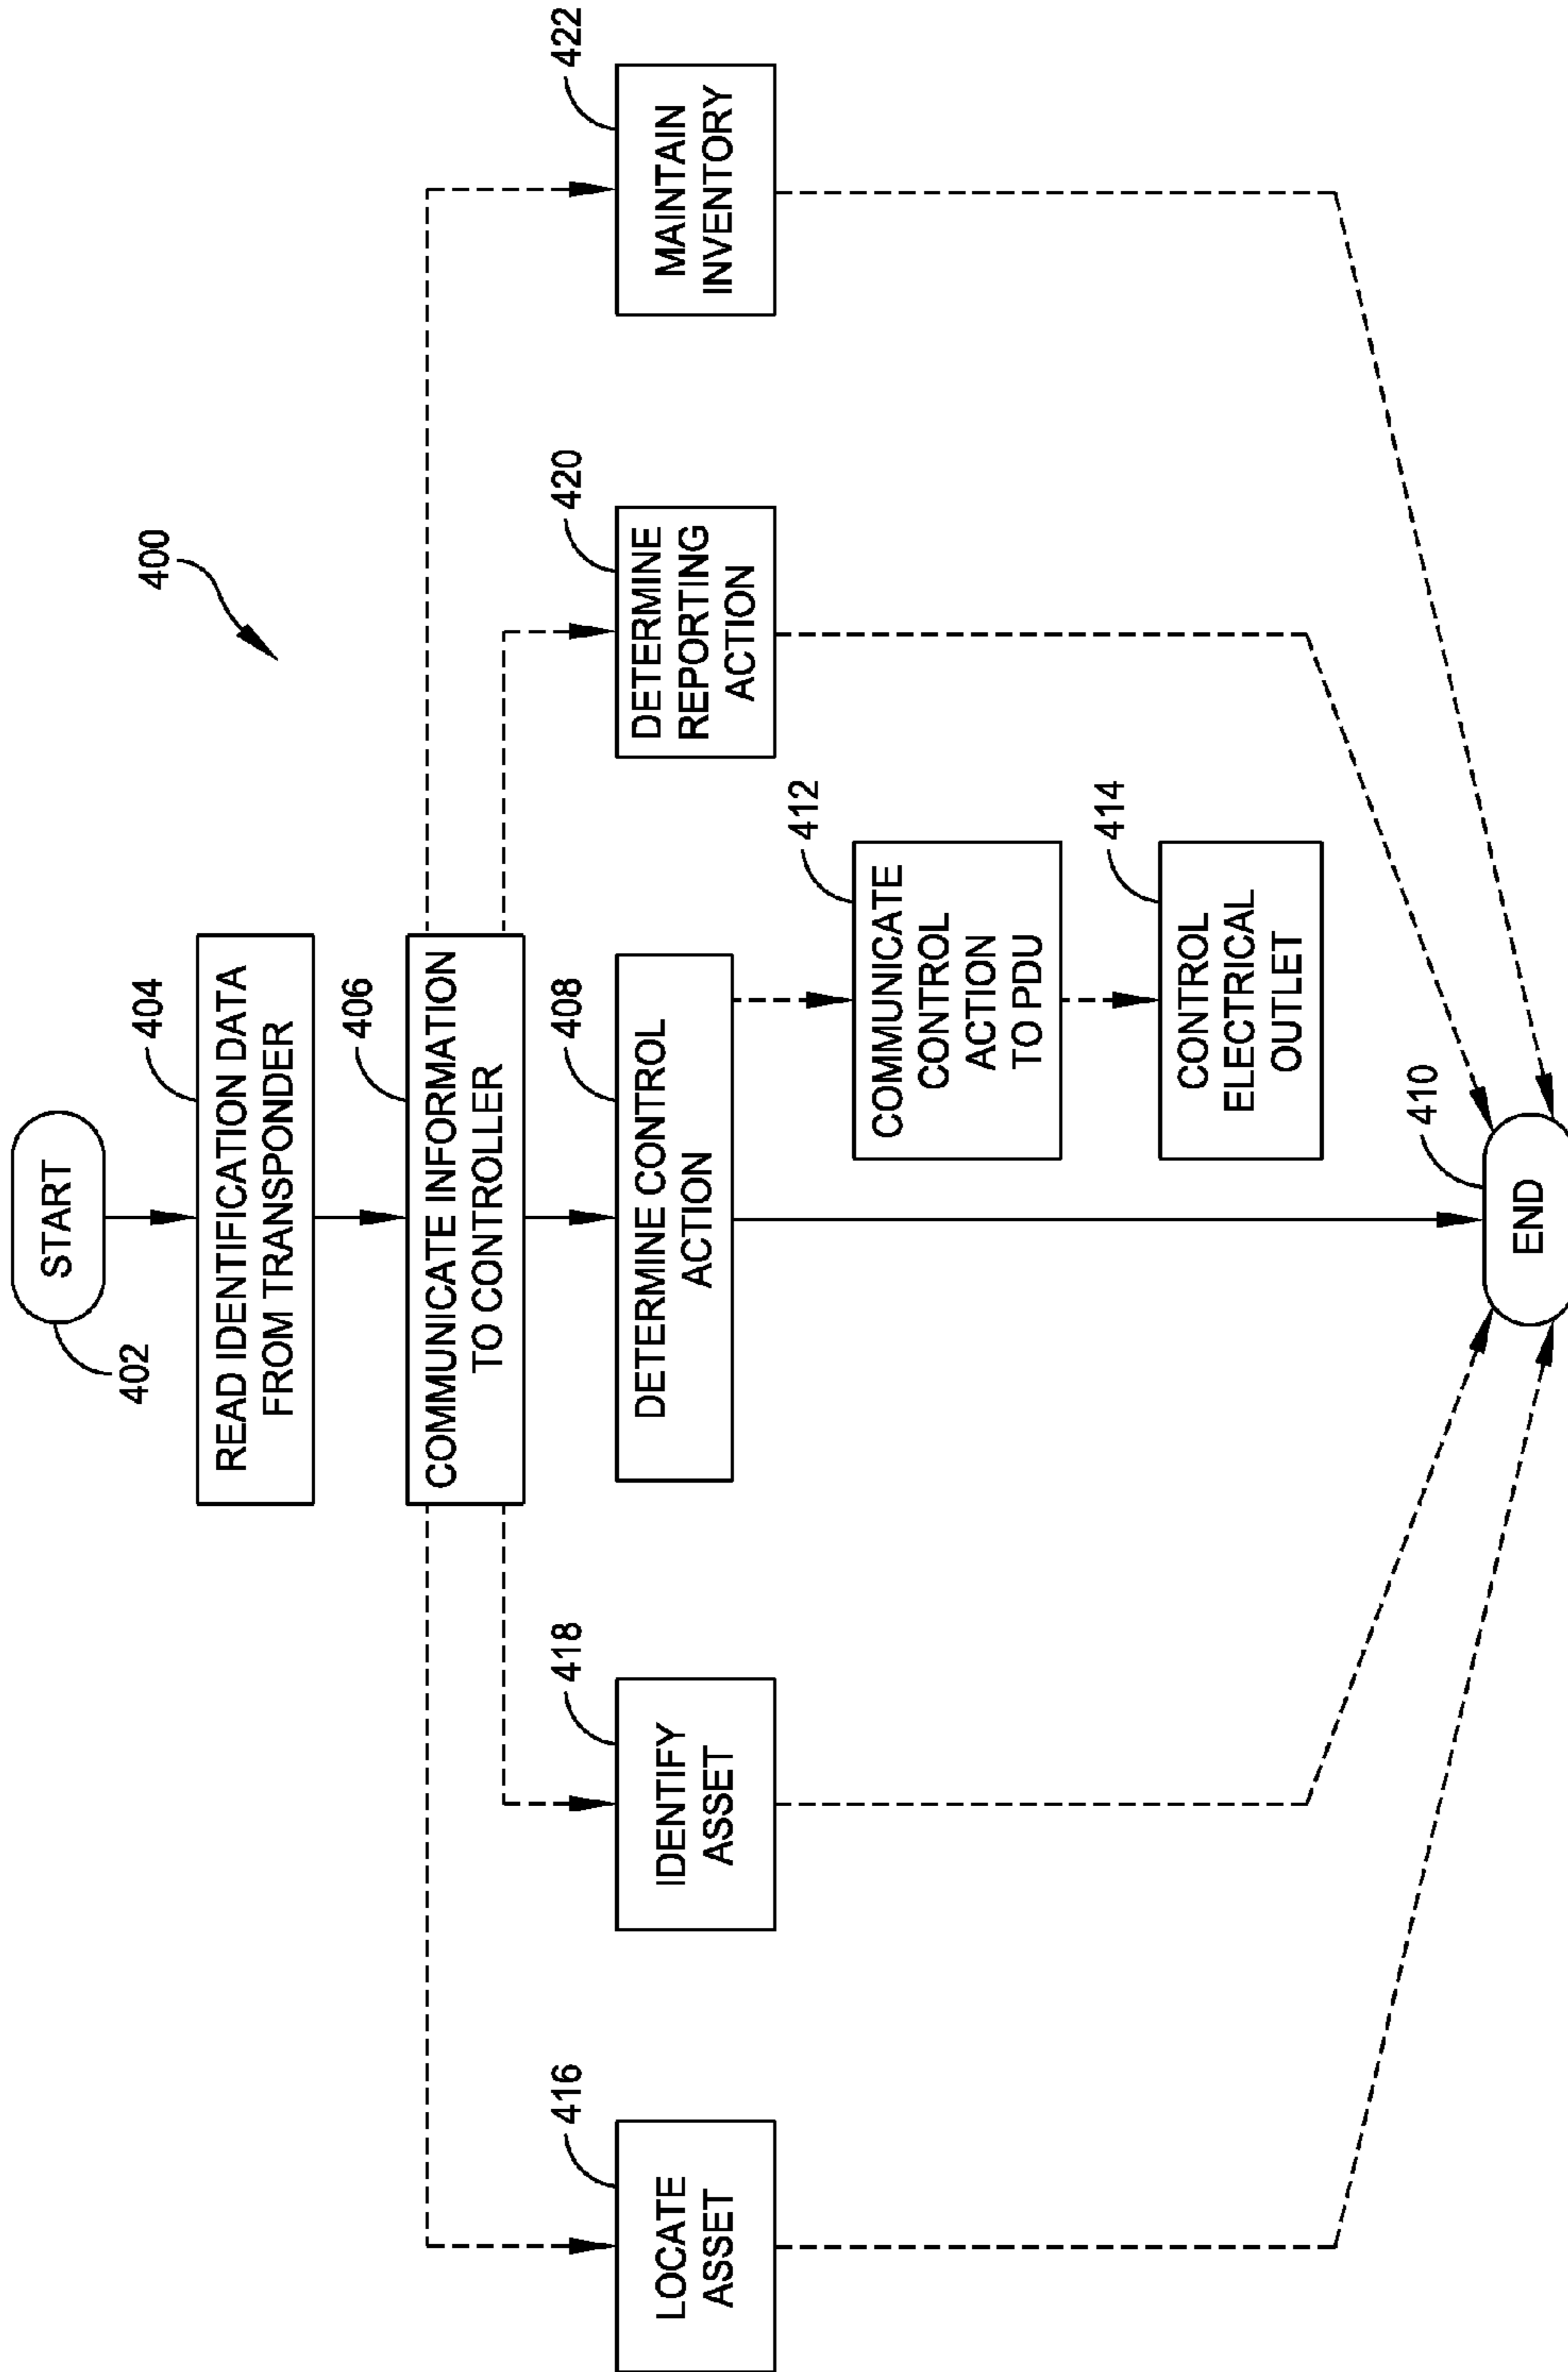 400
START
402
READ IDENTIFICATION DATA
FROM TRANSPONDER
404
COMMUNICATE INFORMATION
TO CONTROLLER
406
LOCATE
ASSET
416
IDENTIFY
ASSET
418
DETERMINE CONTROL
ACTION
408
DETERMINE
REPORTING
ACTION
420
MAINTAIN
INVENTORY
422
COMMUNICATE
CONTROL
ACTION
TO PDU
412
CONTROL
ELECTRICAL
OUTLET
414
END
410